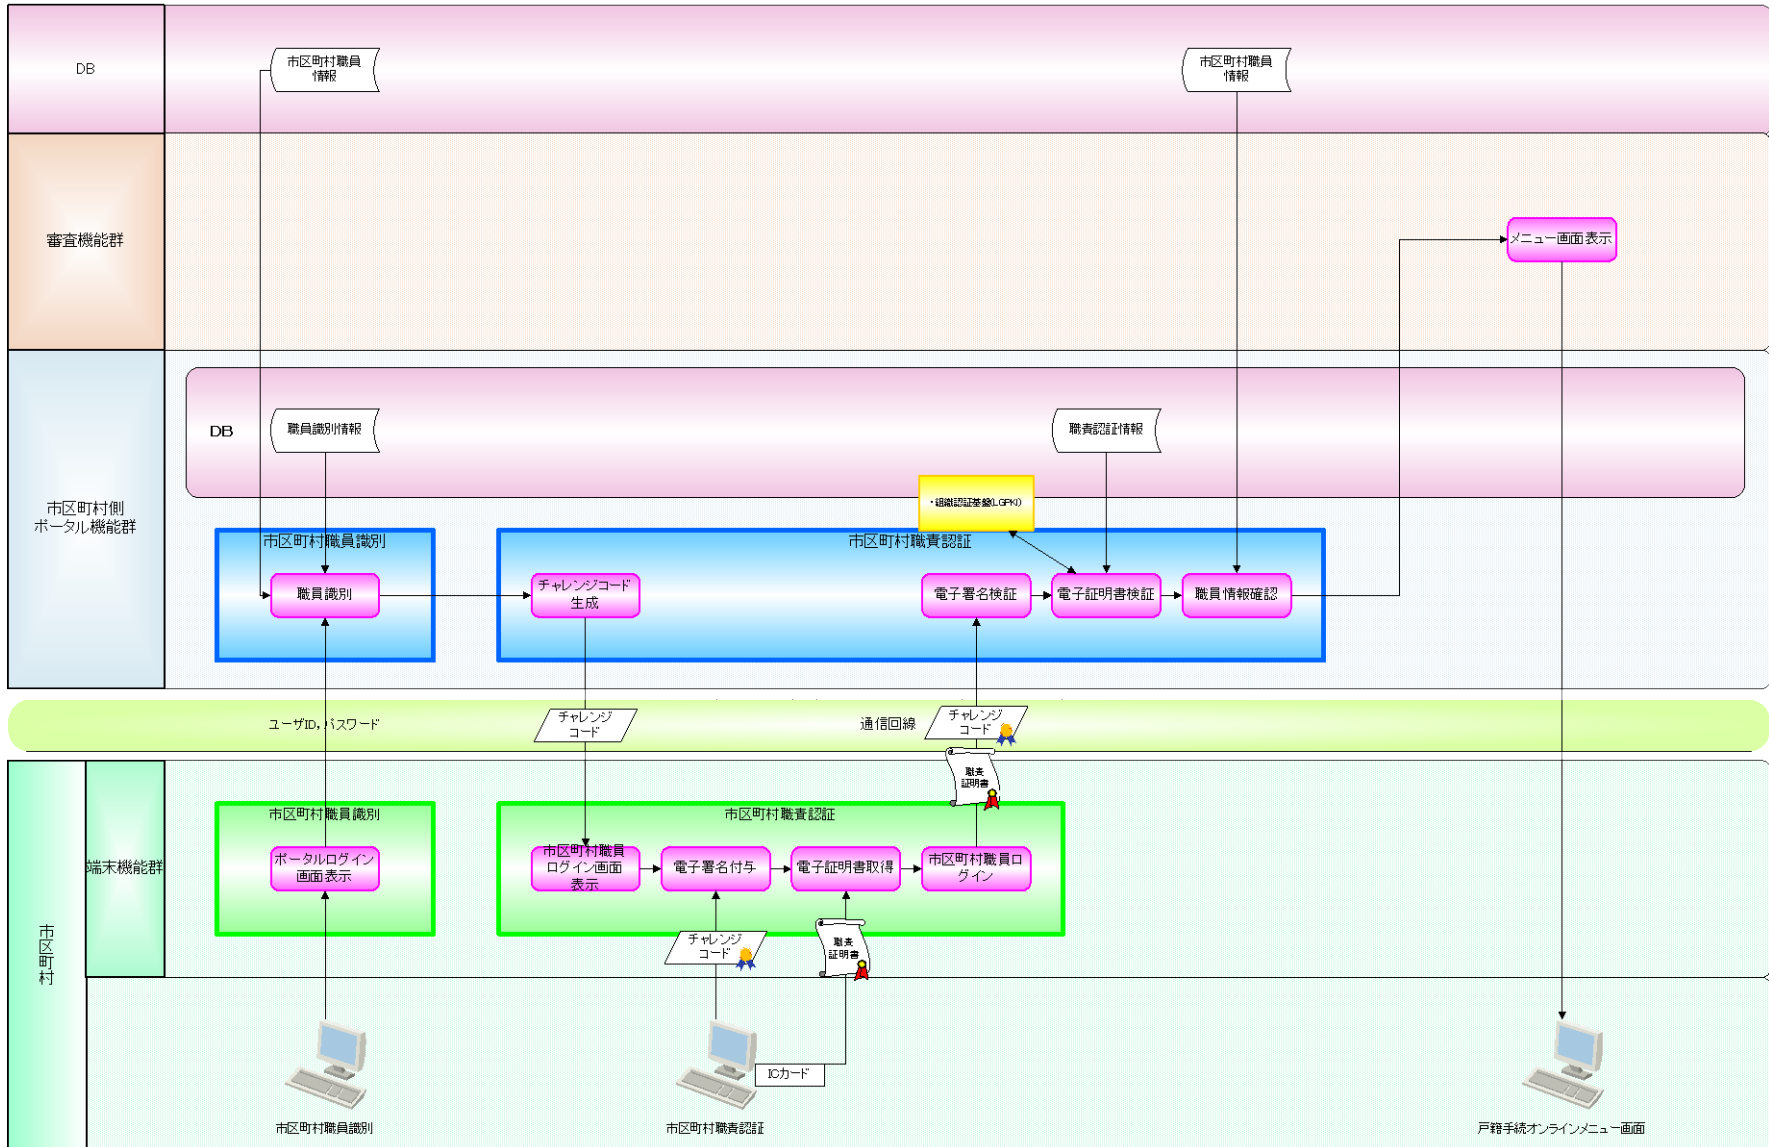 DB
市区町村職員
情報
市区町村職員
情報
審査機能群
メニュー画面表示
市区町村側
ポータル機能群
DB
職員識別情報
職責認証情報
・組織認証基盤(LGPKI)
市区町村職員識別
市区町村職責認証
職員識別
チャレンジコード
生成
電子署名検証
電子証明書検証
職員情報確認
ユーザID，パスワード
チャレンジ
コード
通信回線
チャレンジ
コード
職責
証明書
市区町村
端末機能群
市区町村職員識別
市区町村職責認証
ポータルログイン
画面表示
市区町村職員
ログイン画面
表示
電子署名付与
電子証明書取得
市区町村職員ロ
グイン
チャレンジ
コード
職責
証明書
ICカード
市区町村職員識別
市区町村職責認証
戸籍手続オンラインメニュー画面